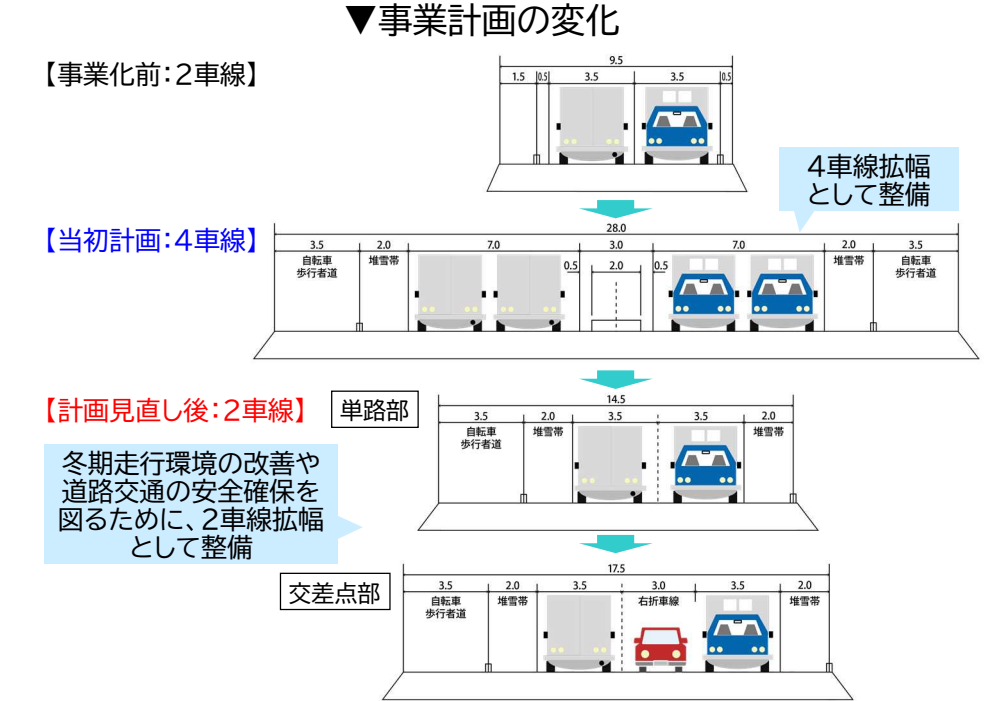 ▼事業計画の変化
【事業化前:2車線】
9.5
1.5 0.5 3.5 3.5 0.5
4車線拡幅
として整備
【当初計画:4車線】
28.0
3.5 2.0 7.0 3.0 7.0 2.0 3.5
自転車
歩行者道
堆雪帯
0.5 2.0 0.5
堆雪帯
自転車
歩行者道
【計画見直し後:2車線】
単路部
14.5
3.5 2.0 3.5 3.5 2.0
自転車
歩行者道
堆雪帯
堆雪帯
冬期走行環境の改善や
道路交通の安全確保を
図るために、2車線拡幅
として整備
交差点部
17.5
3.5 2.0 3.5 3.0 3.5 2.0
自転車
歩行者道
堆雪帯
右折車線
堆雪帯